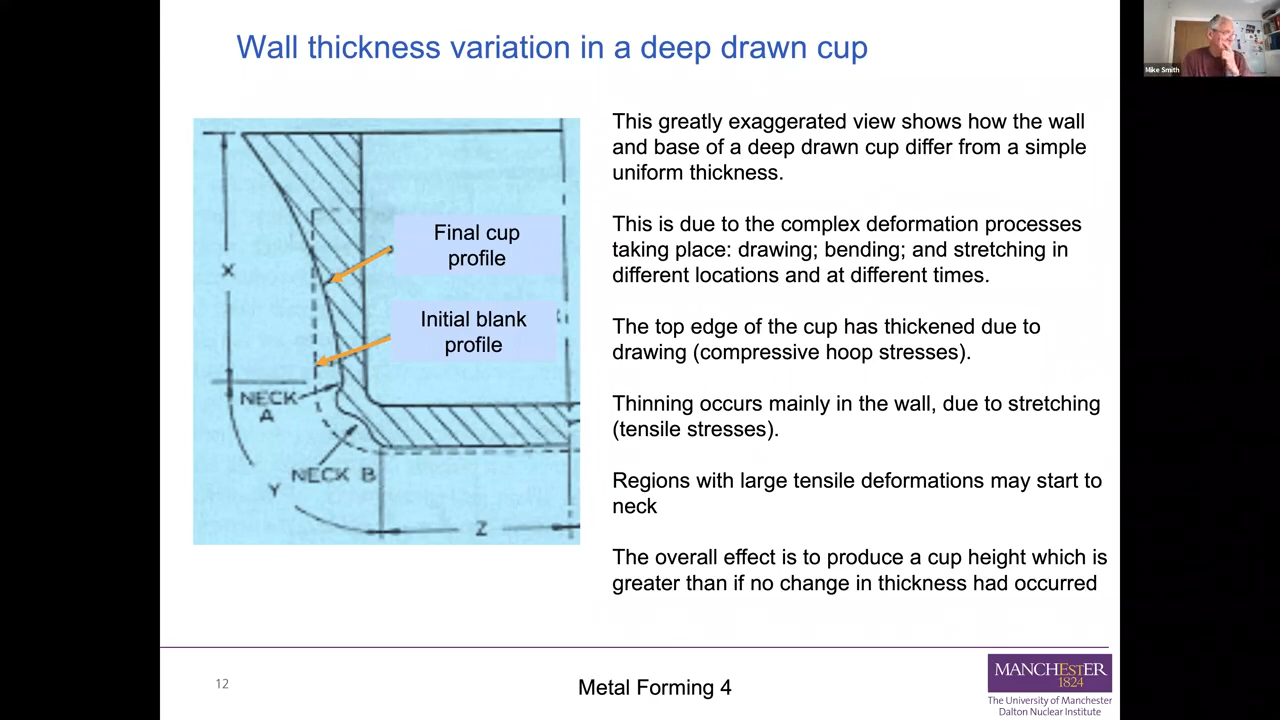 Wall thickness variation in a deep drawn cup
Mike Smith
X
Final cup
profile
Initial blank
profile
NECK
A
NECK B
Y
Z
This greatly exaggerated view shows how the wall
and base of a deep drawn cup differ from a simple
uniform thickness.
This is due to the complex deformation processes
taking place: drawing; bending; and stretching in
different locations and at different times.
The top edge of the cup has thickened due to
drawing (compressive hoop stresses).
Thinning occurs mainly in the wall, due to stretching
(tensile stresses).
Regions with large tensile deformations may start to
neck
The overall effect is to produce a cup height which is
greater than if no change in thickness had occurred
12
Metal Forming 4
MANCHESTER
1824
The University of Manchester
Dalton Nuclear Institute